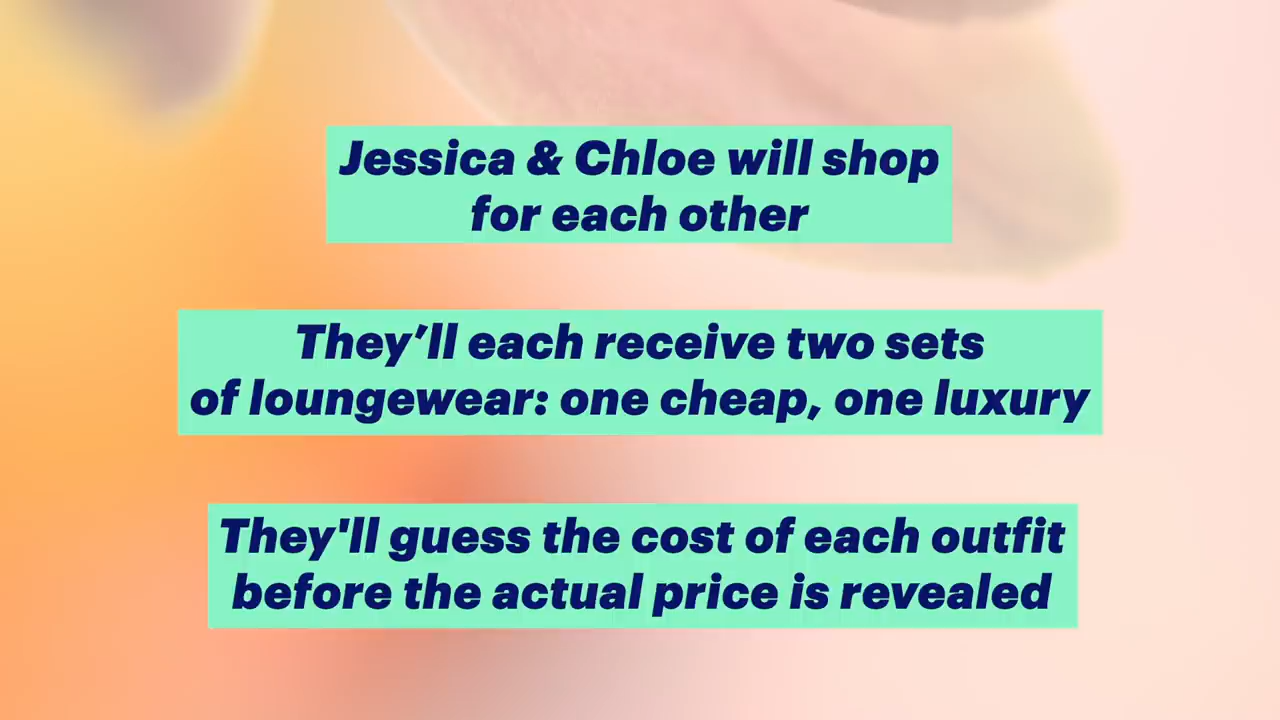 Jessica & Chloe will shop
for each other
They’ll each receive two sets
of loungewear: one cheap, one luxury
They'll guess the cost of each outfit
before the actual price is revealed